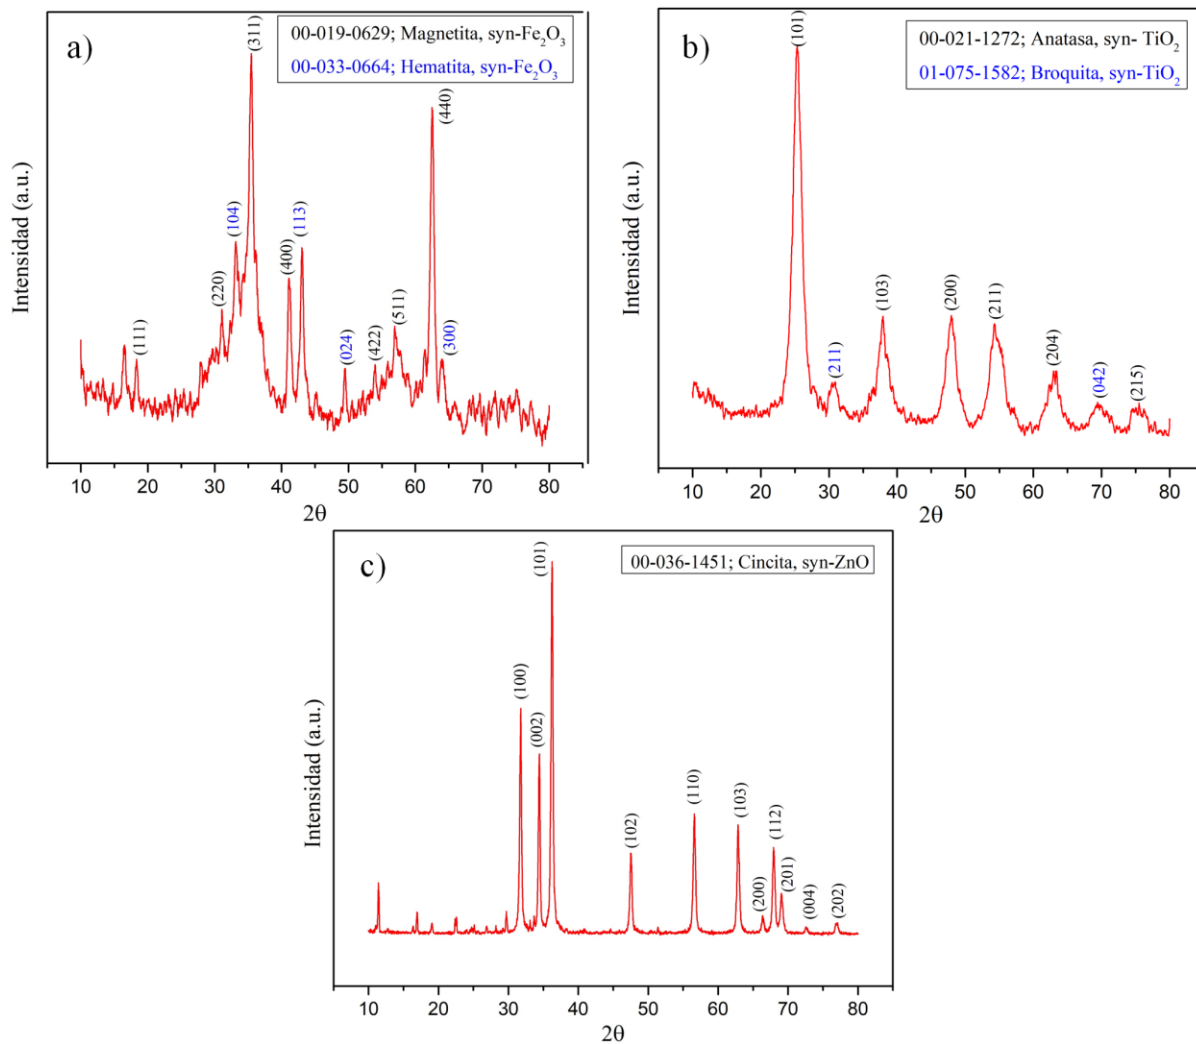 a)
00-019-0629; Magnetita, syn-Fe₂O₃
00-033-0664; Hematita, syn-Fe₂O₃
Intensidad (a.u.)
(111)
(220)
(104)
(311)
(400)
(113)
(024)
(422)
(511)
(440)
(300)
10 20 30 40 50 60 70 80
2θ
b)
00-021-1272; Anatasa, syn- TiO₂
01-075-1582; Broquita, syn-TiO₂
Intensidad (a.u.)
(101)
(211)
(103)
(200)
(211)
(204)
(042)
(215)
10 20 30 40 50 60 70 80
2θ
c)
00-036-1451; Cincita, syn-ZnO
Intensidad (a.u.)
(100)
(002)
(101)
(102)
(110)
(103)
(200)
(112)
(201)
(004)
(202)
10 20 30 40 50 60 70 80
2θ